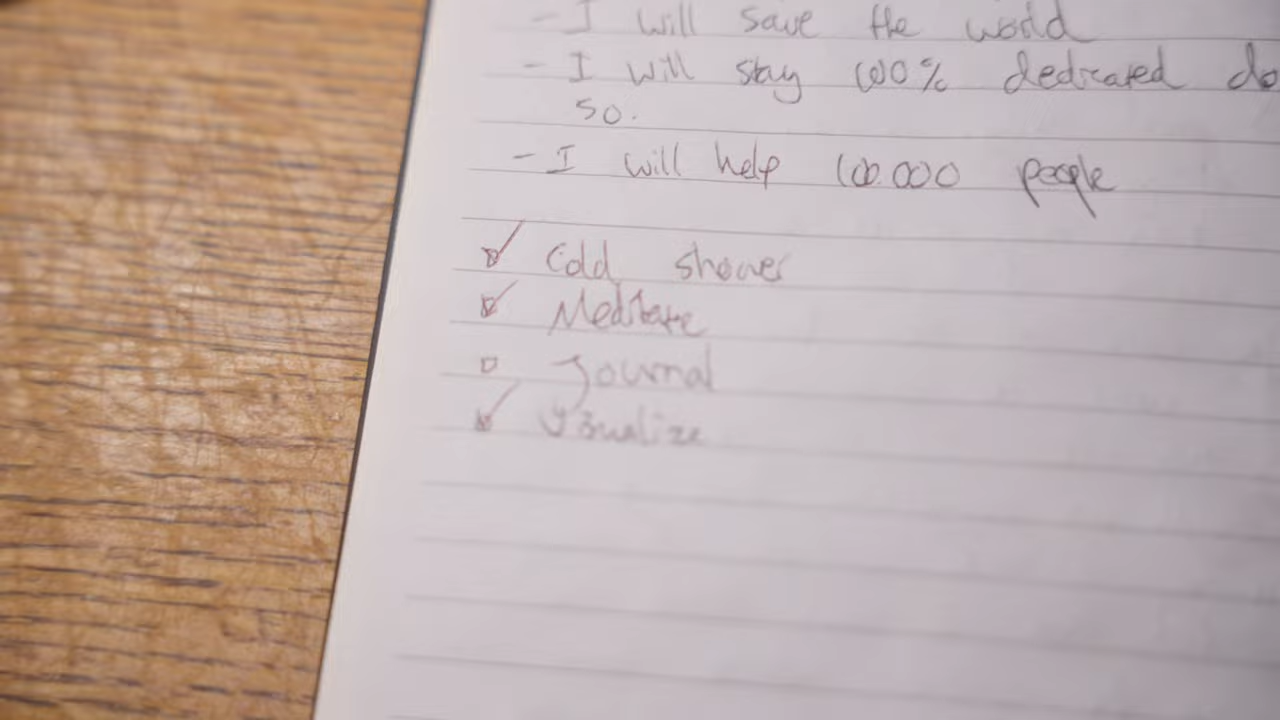 - I will save the world
- I will stay 100% dedicated do
so.
- I will help 100.000 people
Cold shower
Meditate
Journal
Visualize